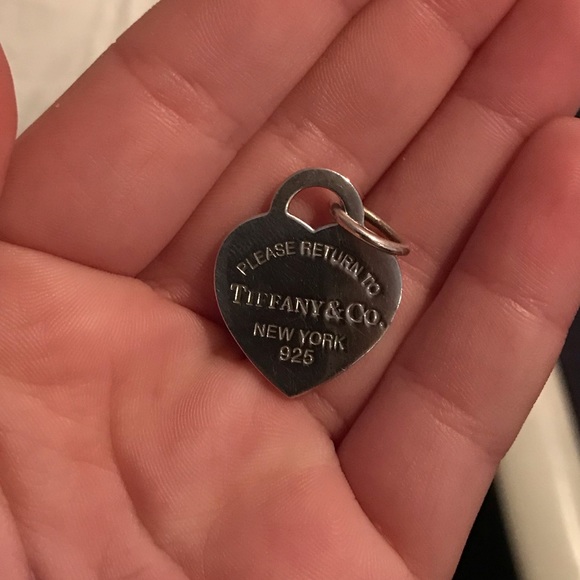 PLEASE RETURN TO
TIFFANY & CO.
NEW YORK
925